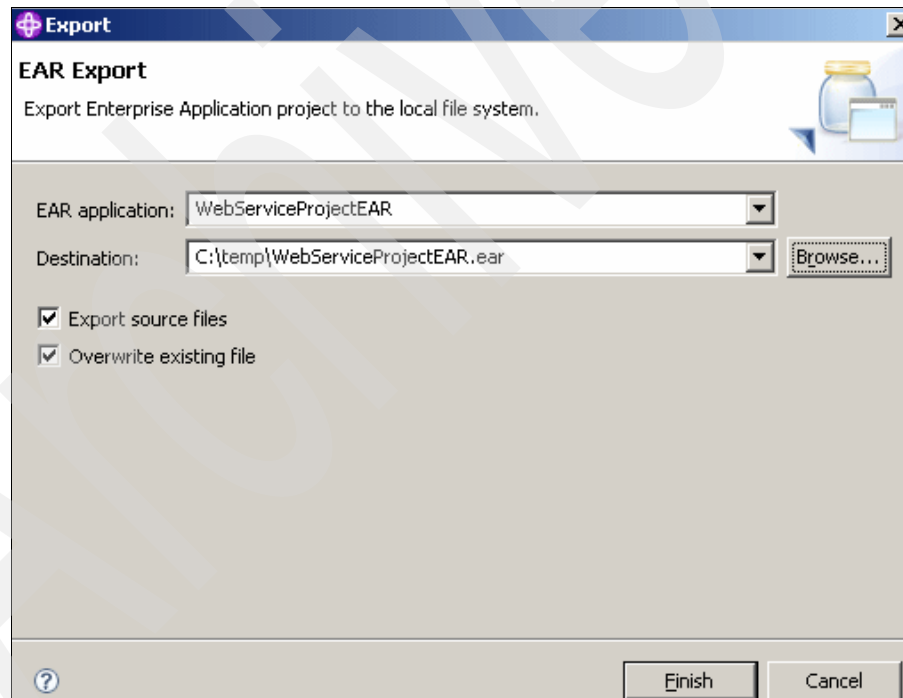 Export
EAR Export
Export Enterprise Application project to the local file system.
EAR application: WebServiceProjectEAR
Destination: C:\temp\WebServiceProjectEAR.ear Browse...
Export source files
Overwrite existing file
Finish Cancel